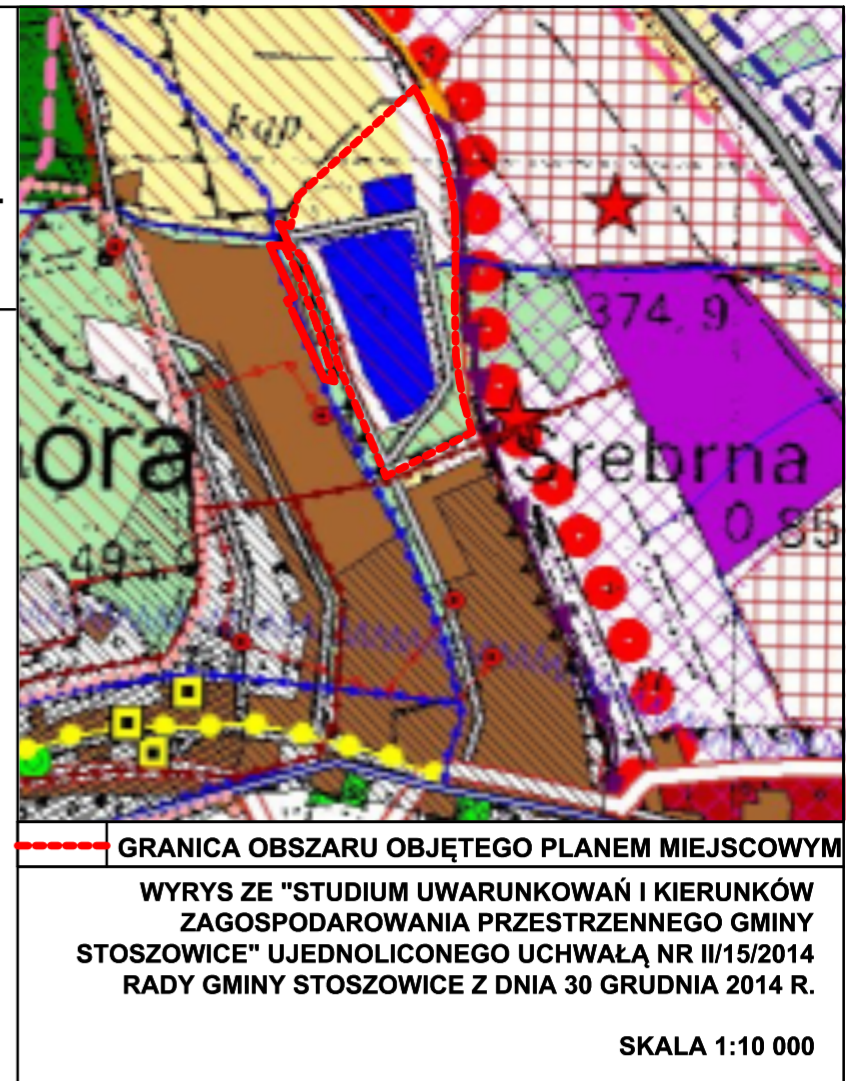 kąp.
37
374, 9
óra
Srebrna
495,
0,85
GRANICA OBSZARU OBJĘTEGO PLANEM MIEJSCOWYM
WYRYS ZE "STUDIUM UWARUNKOWAŃ I KIERUNKÓW
ZAGOSPODAROWANIA PRZESTRZENNEGO GMINY
STOSZOWICE" UJEDNOLICONEGO UCHWAŁĄ NR II/15/2014
RADY GMINY STOSZOWICE Z DNIA 30 GRUDNIA 2014 R.
SKALA 1:10 000